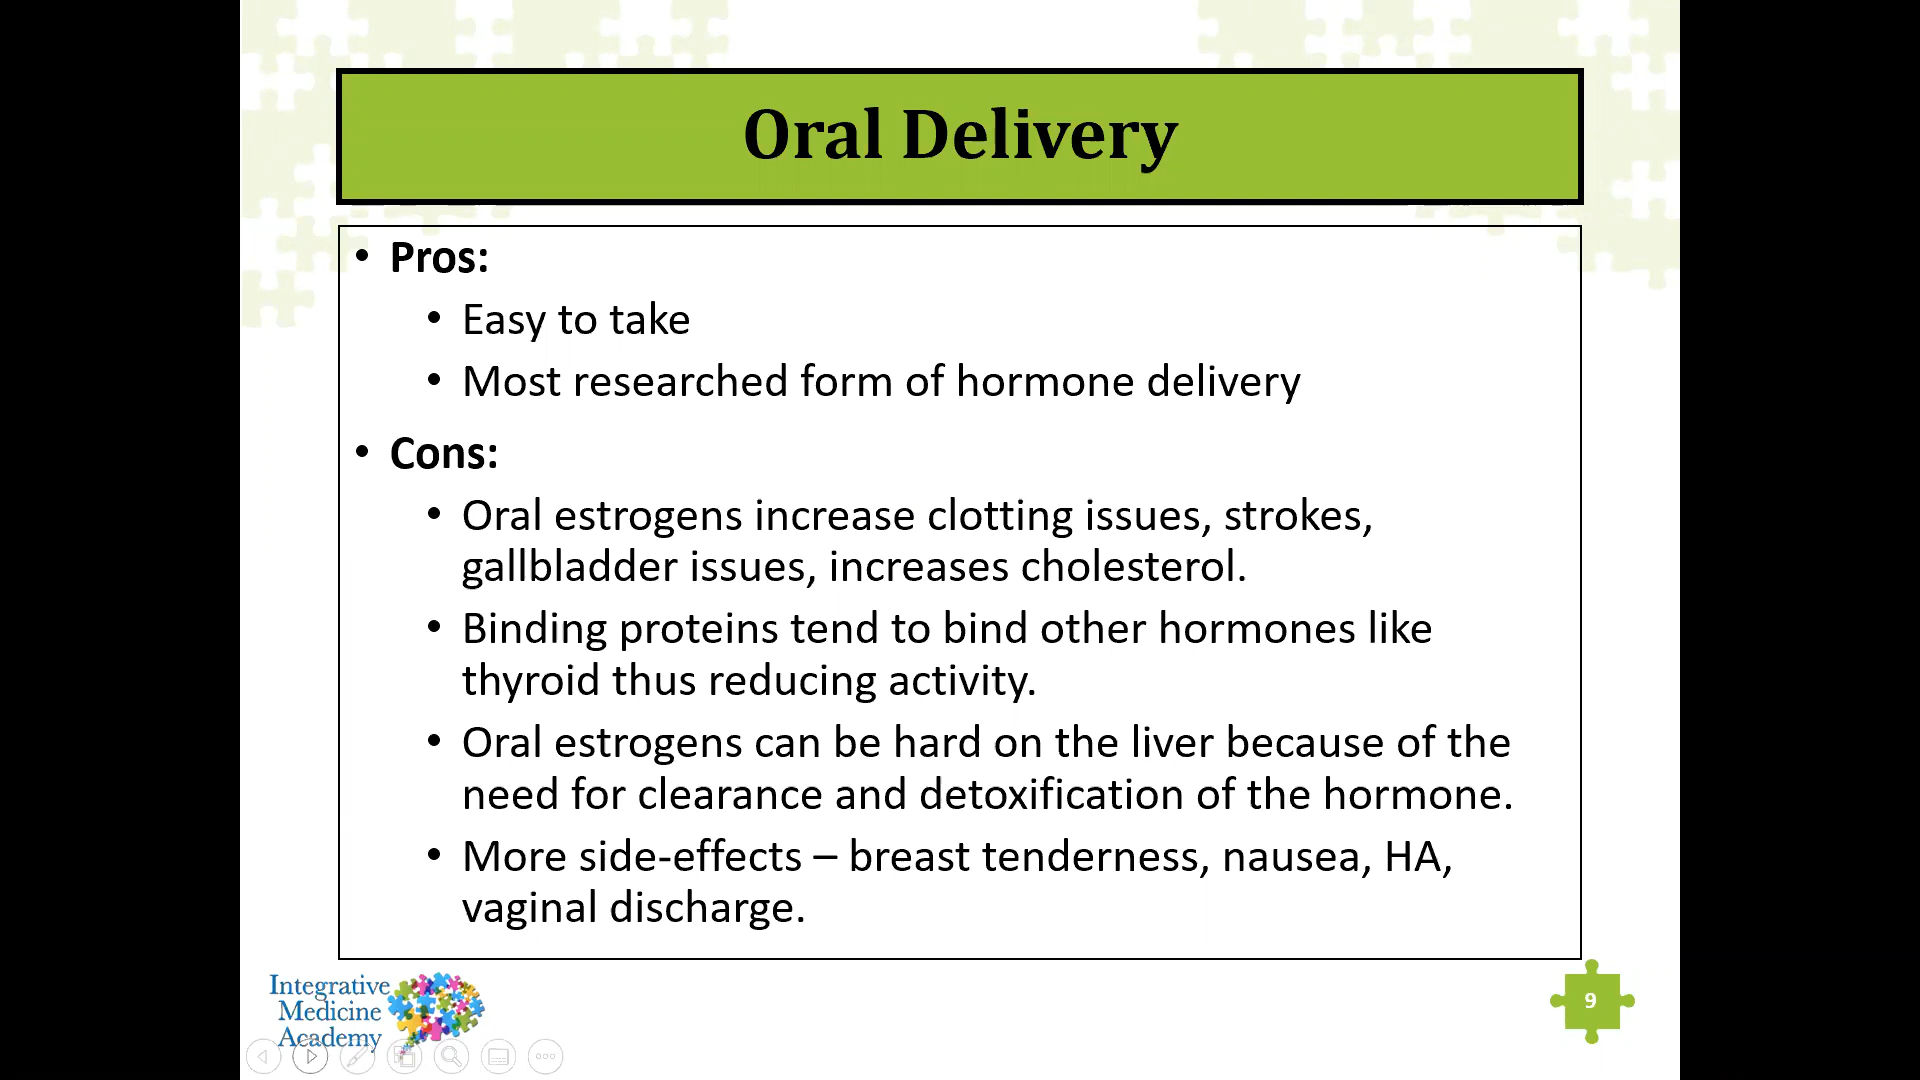 Oral Delivery
• Pros:
• Easy to take
• Most researched form of hormone delivery
• Cons:
• Oral estrogens increase clotting issues, strokes,
gallbladder issues, increases cholesterol.
• Binding proteins tend to bind other hormones like
thyroid thus reducing activity.
• Oral estrogens can be hard on the liver because of the
need for clearance and detoxification of the hormone.
• More side-effects – breast tenderness, nausea, HA,
vaginal discharge.
Integrative
Medicine
Academy
9